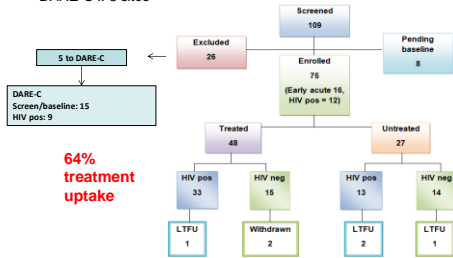 Screened
109
Excluded
26
Pending
baseline
8
5 to DARE-C
Enrolled
75
(Early acute 16,
HIV pos = 12)
DARE-C
Screen/baseline: 15
HIV pos: 9
64%
treatment
uptake
Treated
48
Untreated
27
HIV pos
33
HIV neg
15
HIV pos
13
HIV neg
14
LTFU
1
Withdrawn
2
LTFU
2
LTFU
1